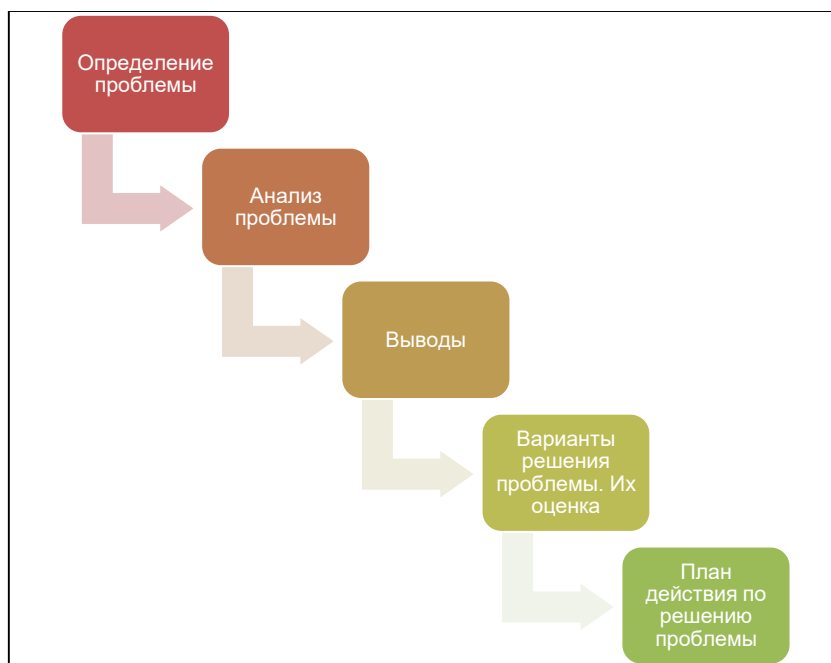 Определение
проблемы
Анализ
проблемы
Выводы
Варианты
решения
проблемы. Их
оценка
План
действия по
решению
проблемы